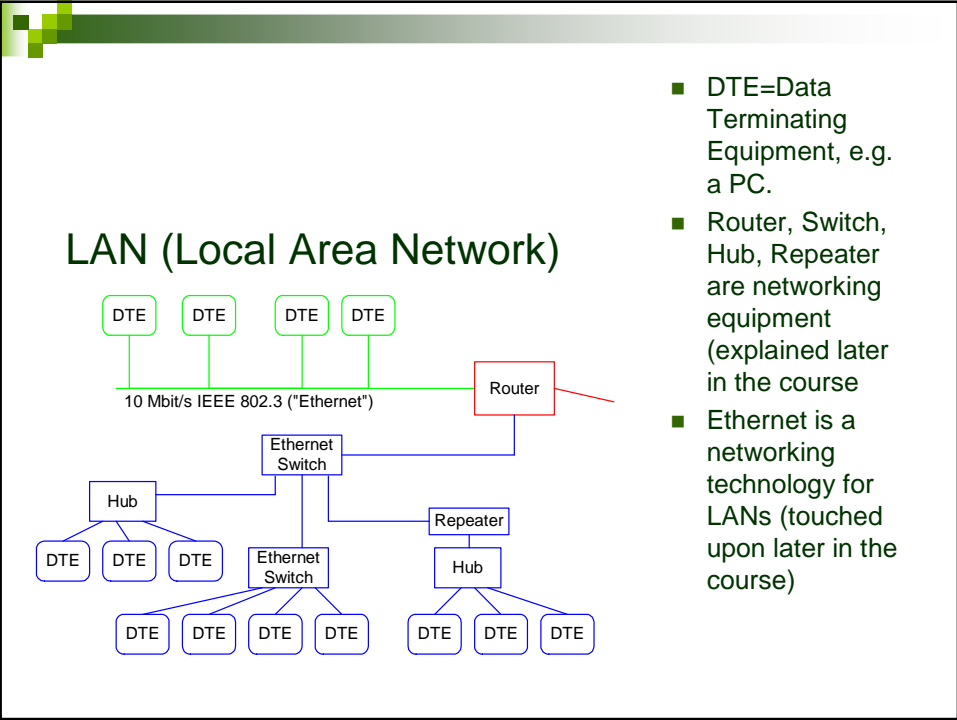 LAN (Local Area Network)
DTE DTE DTE DTE
Router
10 Mbit/s IEEE 802.3 ("Ethernet")
Ethernet
Switch
Hub
Repeater
DTE DTE DTE
Ethernet
Switch
Hub
DTE DTE DTE DTE DTE DTE DTE
DTE=Data
Terminating
Equipment, e.g.
a PC.
Router, Switch,
Hub, Repeater
are networking
equipment
(explained later
in the course
Ethernet is a
networking
technology for
LANs (touched
upon later in the
course)